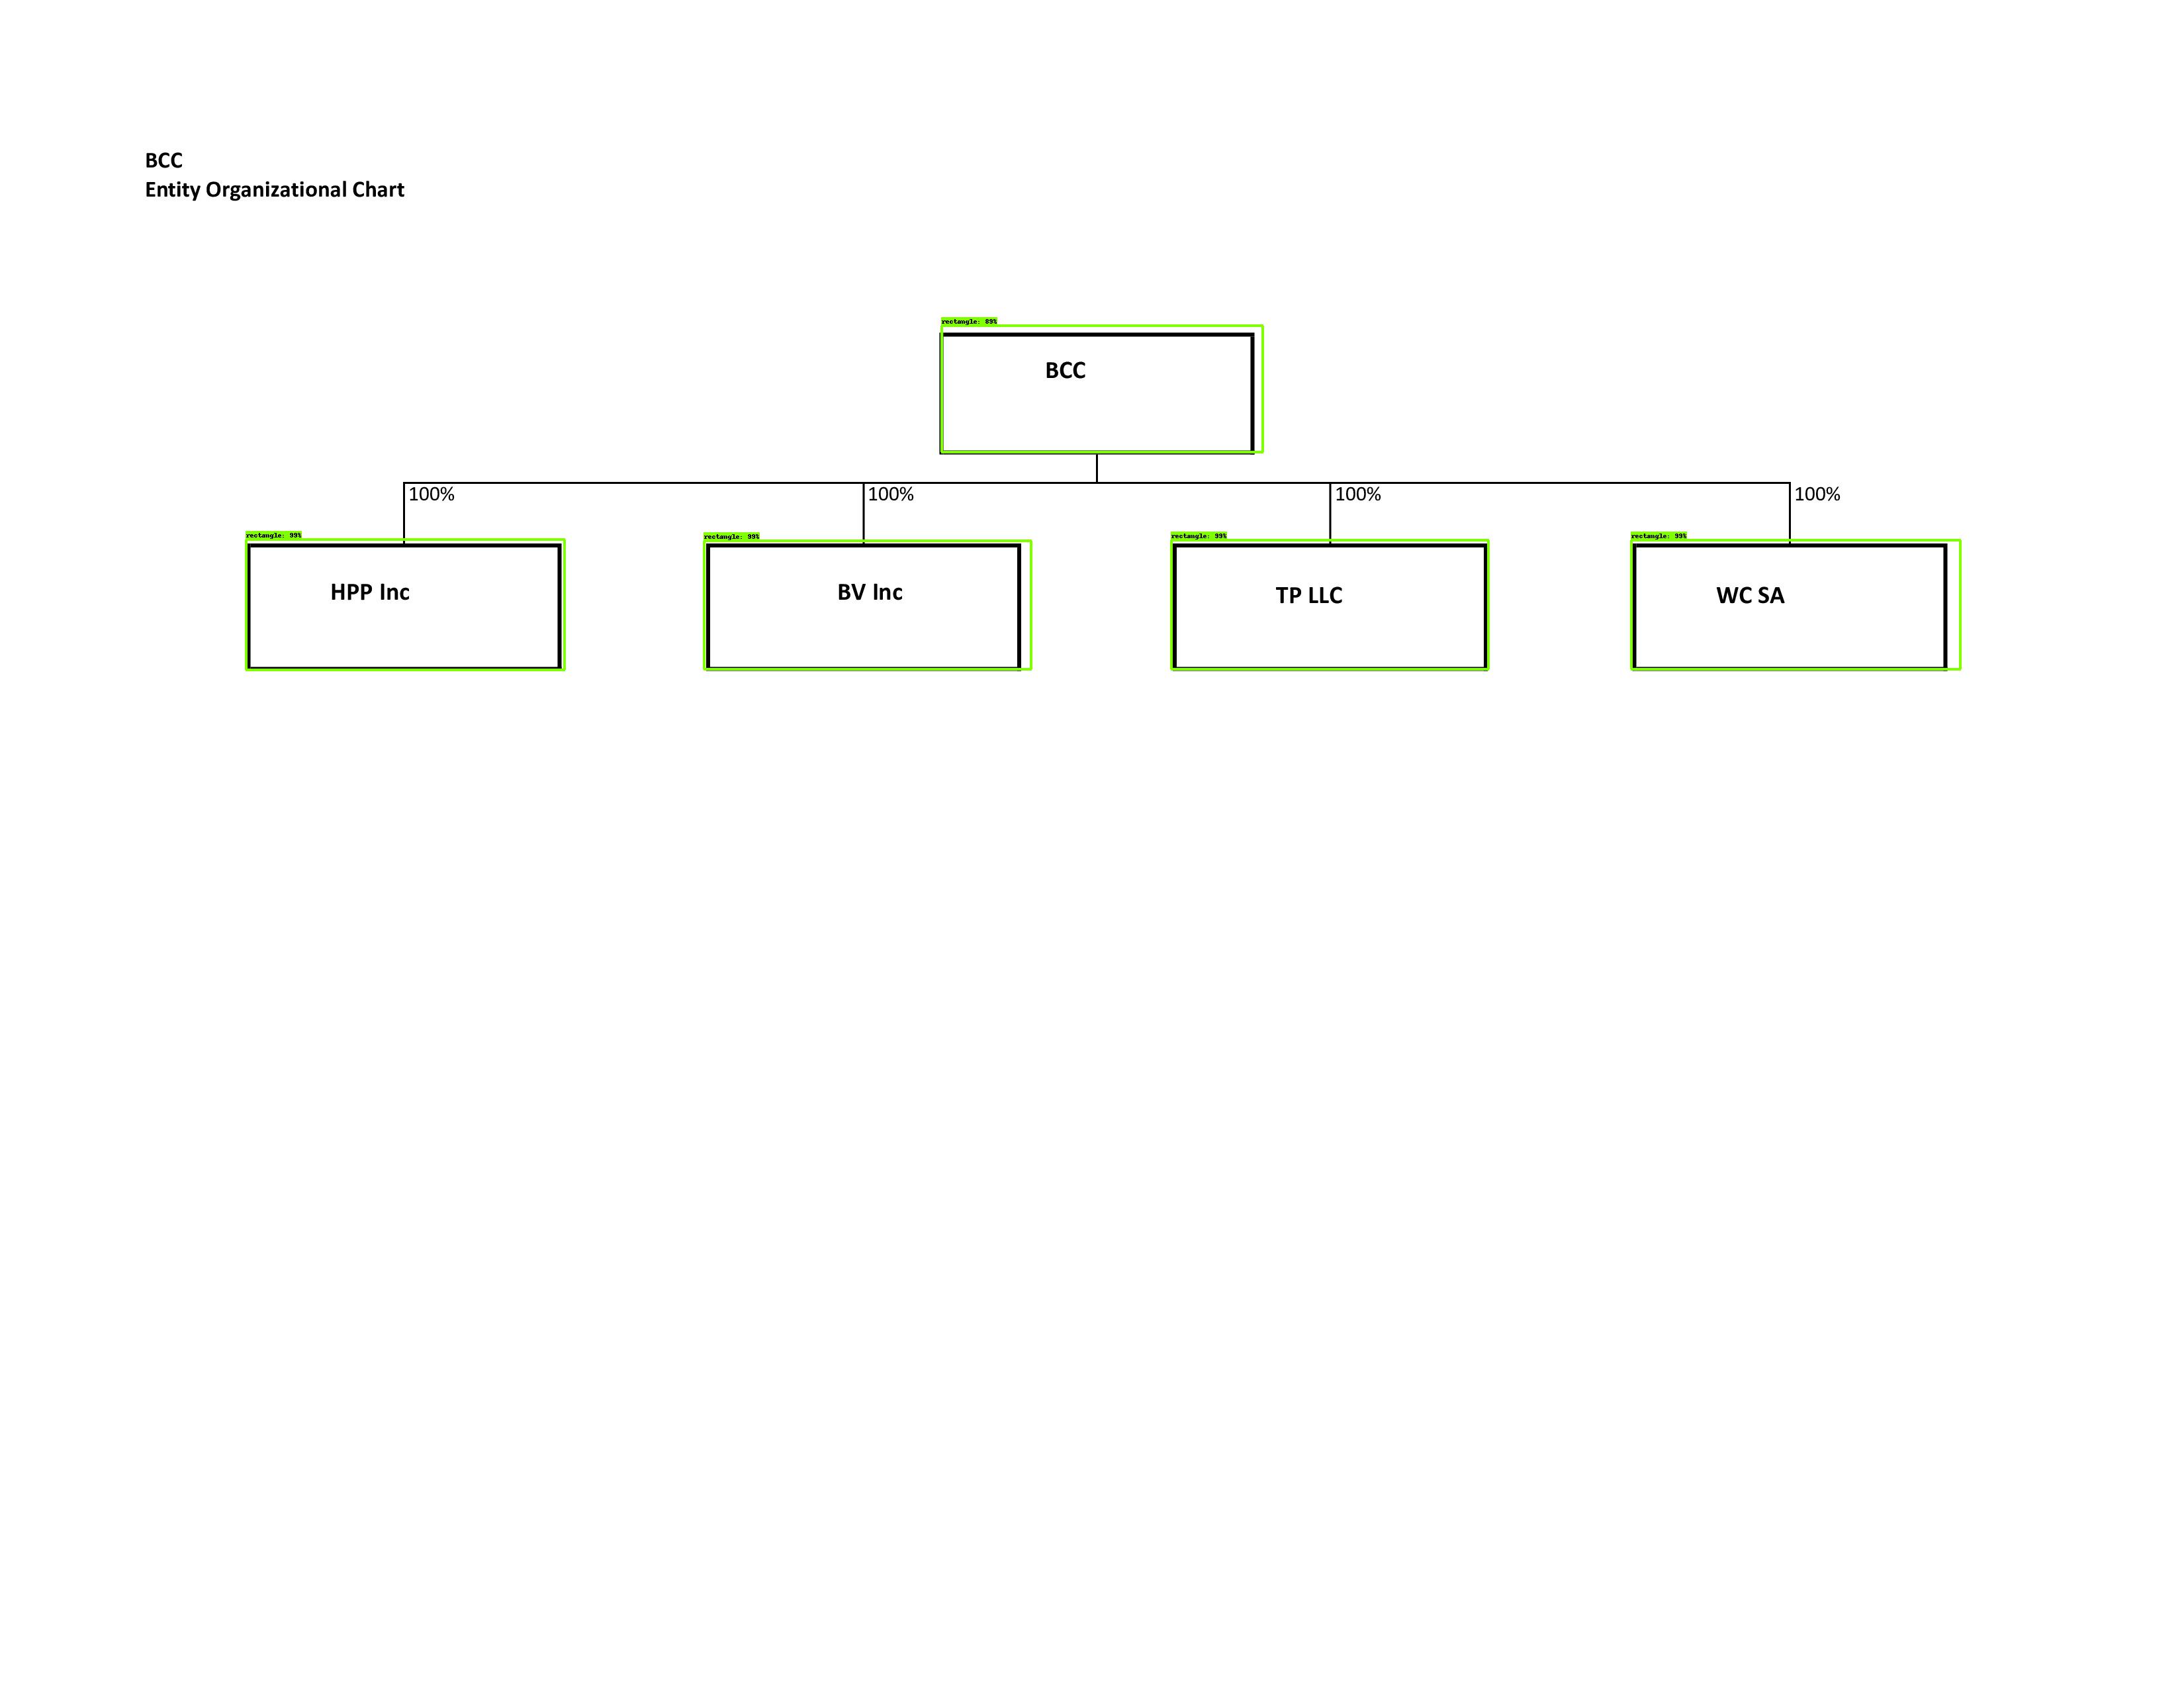 BCC
Entity Organizational Chart
rectangle: 89%
BCC
100% 100% 100% 100%
rectangle: 99% rectangle: 99% rectangle: 99% rectangle: 99%
HPP Inc BV Inc TP LLC WC SA